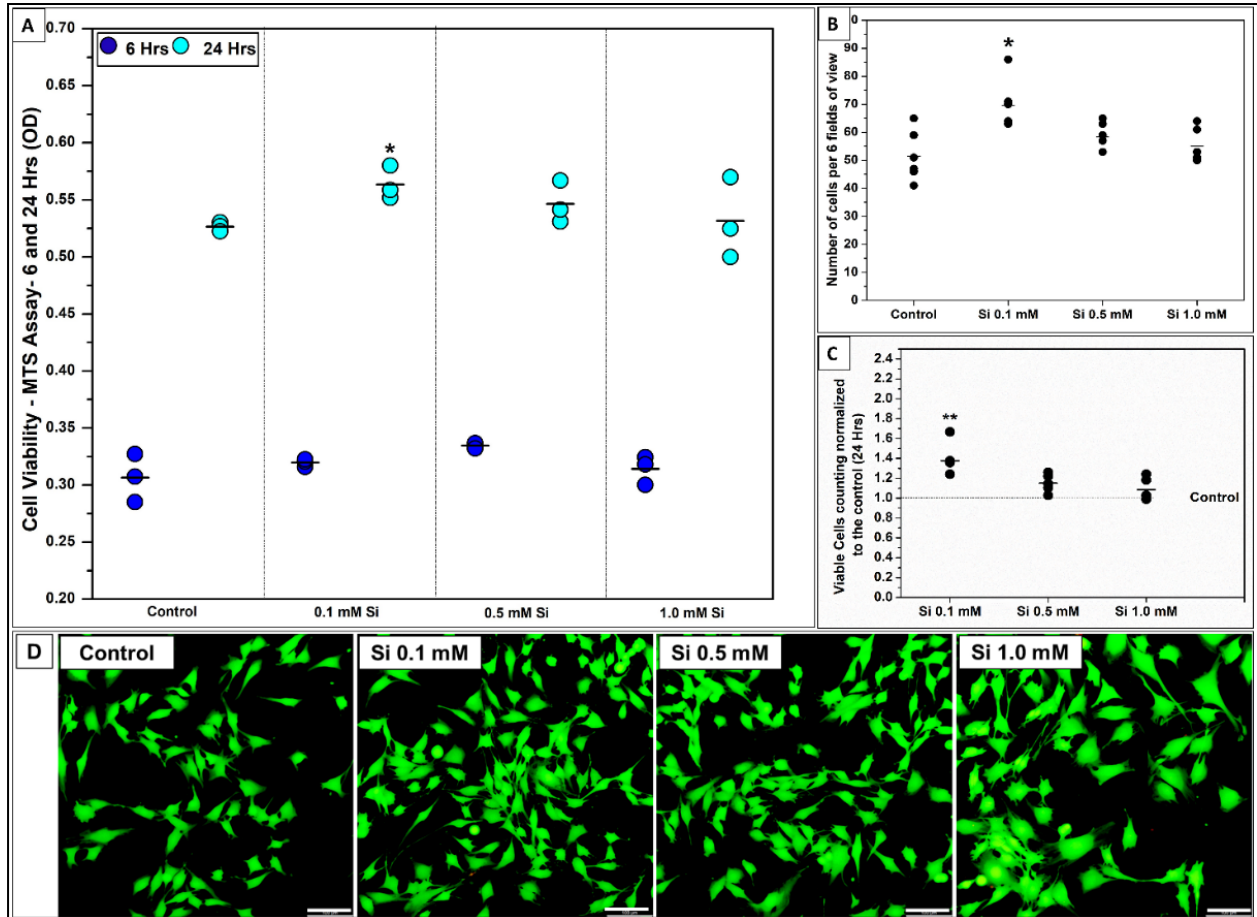 A
6 Hrs 24 Hrs
Cell Viability - MTS Assay- 6 and 24 Hrs (OD)
0.70
0.65
0.60
0.55
0.50
0.45
0.40
0.35
0.30
0.25
0.20
*
Control 0.1 mM Si 0.5 mM Si 1.0 mM Si
B
Number of cells per 6 fields of view
0
90
80
70
60
50
40
30
20
10
0
*
Control Si 0.1 mM Si 0.5 mM Si 1.0 mM
C
Viable Cells counting normalized
to the control (24 Hrs)
2.4
2.2
2.0
1.8
1.6
1.4
1.2
1.0
0.8
0.6
0.4
0.2
0.0
**
Control
Si 0.1 mM Si 0.5 mM Si 1.0 mM
D
Control
Si 0.1 mM
Si 0.5 mM
Si 1.0 mM